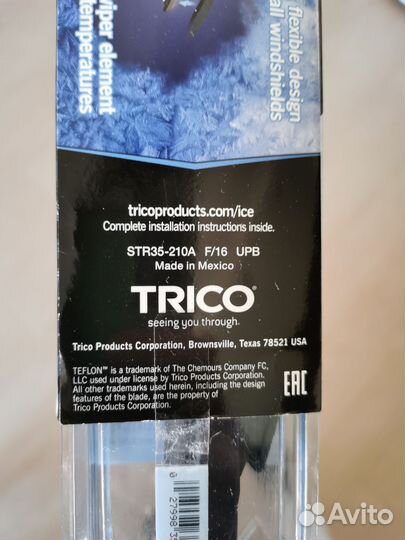 wiper element
temperatures
flexible design
all windshields
tricoproducts.com/ice
Complete installation instructions inside.
STR35-210A F/16 UPB
Made in Mexico
TRICO®
seeing you through.
Trico Products Corporation, Brownsville, Texas 78521 USA
TEFLON™ is a trademark of The Chemours Company FC,
LLC used under license by Trico Products Corporation.
All other trademarks used herein, including the design
features of the blade, are the property of
Trico Products Corporation.
EAC
0 27998
Avito